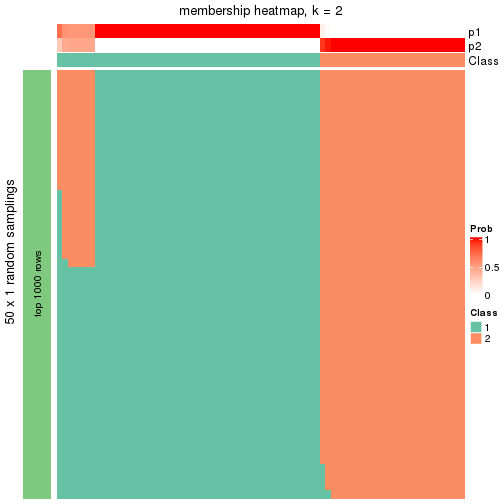 membership heatmap, k = 2
p1
p2
Class
50 x 1 random samplings
top 1000 rows
Prob
1
0.5
0
Class
1
2